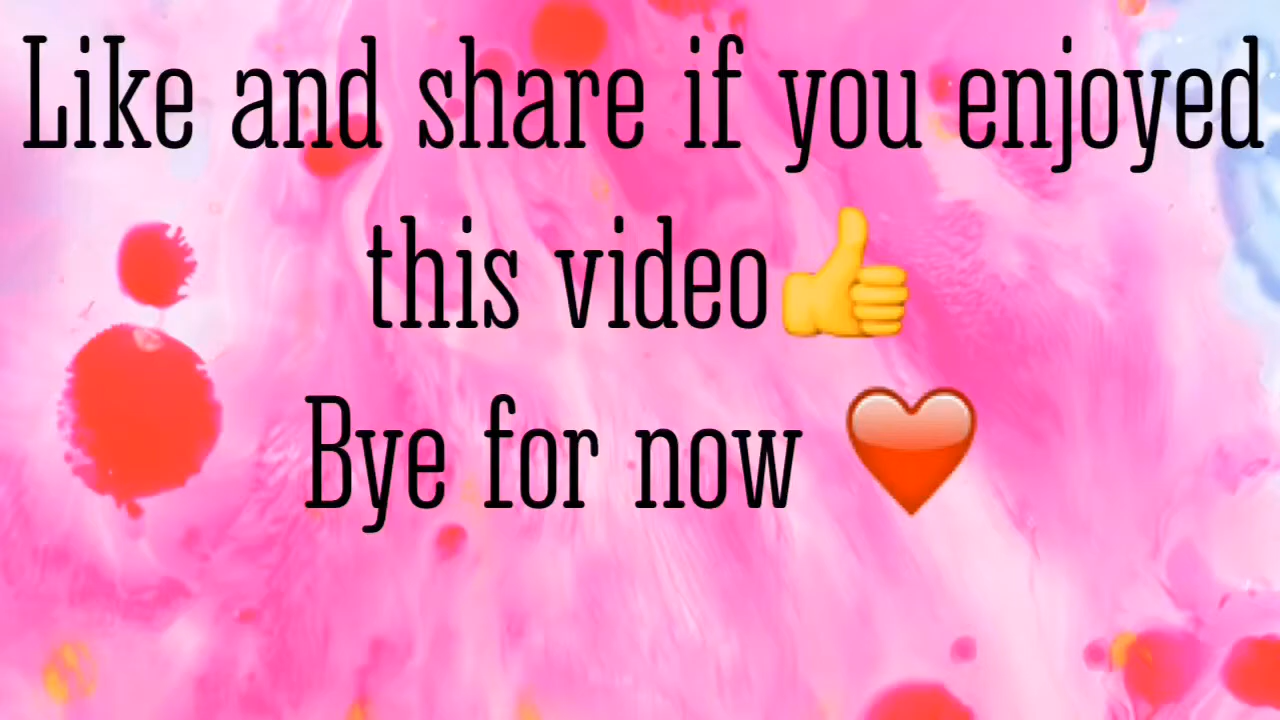 Like and share if you enjoyed
this video👍
Bye for now ❤️